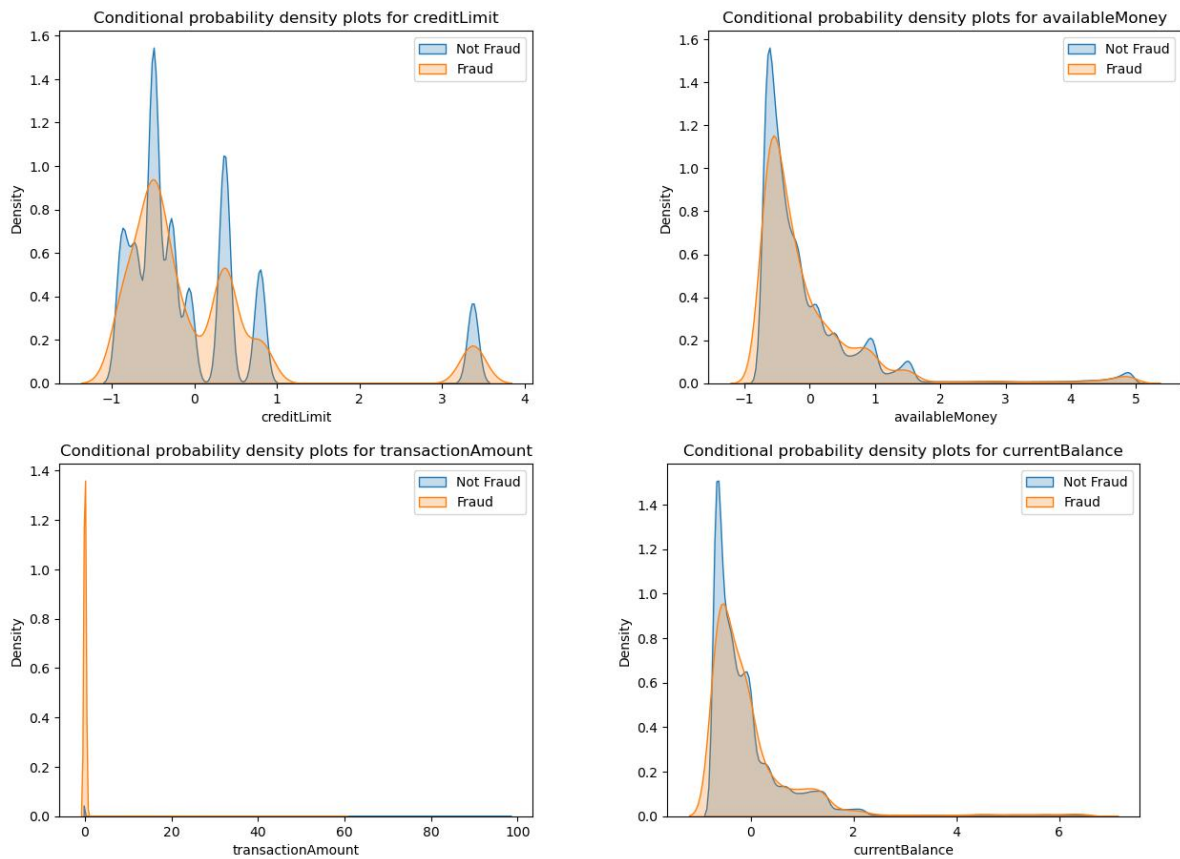 Conditional probability density plots for creditLimit
1.6
1.4
1.2
1.0
0.8
0.6
0.4
0.2
0.0
Density
Not Fraud
Fraud
−1
0
1
2
3
4
creditLimit
Conditional probability density plots for availableMoney
1.6
1.4
1.2
1.0
0.8
0.6
0.4
0.2
0.0
Density
Not Fraud
Fraud
−1
0
1
2
3
4
5
availableMoney
Conditional probability density plots for transactionAmount
1.4
1.2
1.0
0.8
0.6
0.4
0.2
0.0
Density
Not Fraud
Fraud
0
20
40
60
80
100
transactionAmount
Conditional probability density plots for currentBalance
1.4
1.2
1.0
0.8
0.6
0.4
0.2
0.0
Density
Not Fraud
Fraud
0
2
4
6
currentBalance